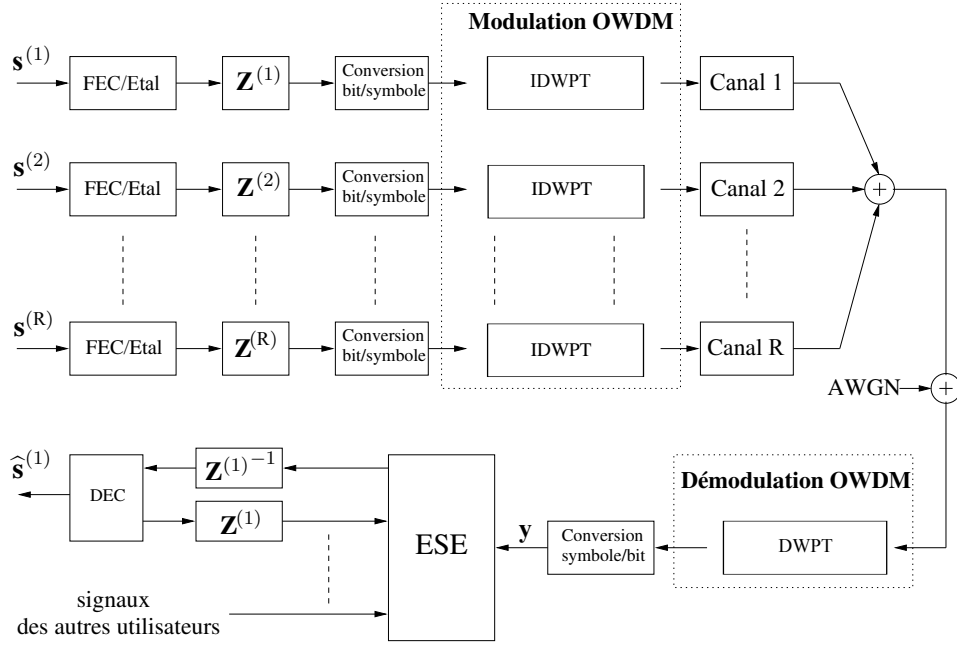 Modulation OWDM
s^(1)
FEC/Etal
Z^(1)
Conversion
bit/symbole
IDWPT
Canal 1
s^(2)
FEC/Etal
Z^(2)
Conversion
bit/symbole
IDWPT
Canal 2
+
s^(R)
FEC/Etal
Z^(R)
Conversion
bit/symbole
IDWPT
Canal R
AWGN
+
ŝ^(1)
DEC
Z^(1)^-1
Z^(1)
ESE
y
Conversion
symbole/bit
Démodulation OWDM
DWPT
signaux
des autres utilisateurs